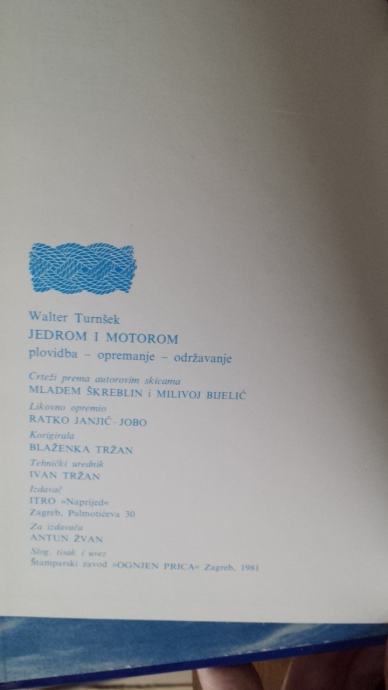 Walter Turnšek
JEDROM I MOTOROM
plovidba – opremanje – održavanje
Crteži prema autorovim skicama
MLADEM ŠKREBLIN i MILIVOJ BIJELIĆ
Likovno opremio
RATKO JANJIĆ-JOBO
Korigirala
BLAŽENKA TRŽAN
Tehnički urednik
IVAN TRŽAN
Izdavač
ITRO »Naprijed«
Zagreb, Palmotićeva 30
Za izdavača
ANTUN ŽVAN
Slog, tisak i uvez
Štamparski zavod »OGNJEN PRICA« Zagreb, 1981